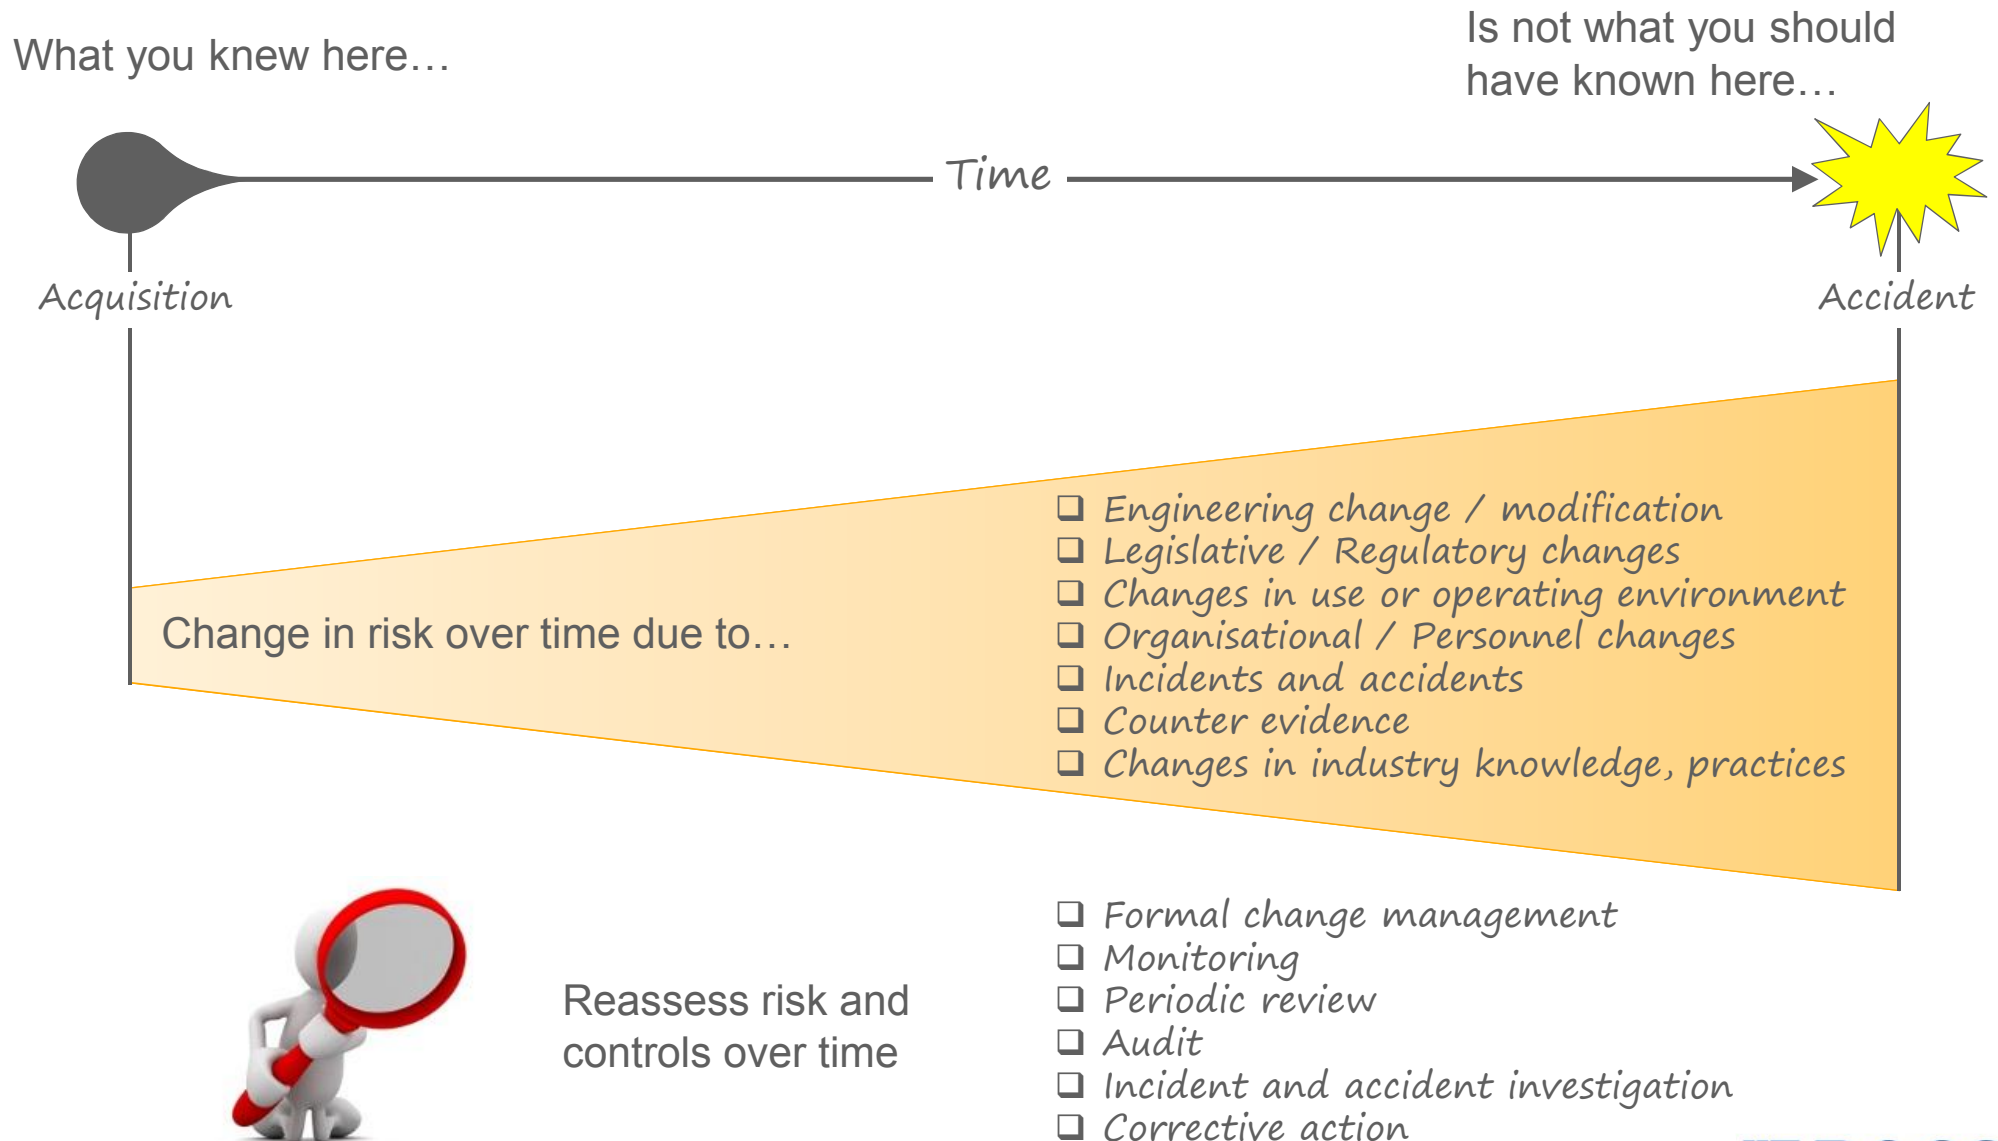 What you knew here…
Is not what you should
have known here…
Time
Acquisition
Accident
Change in risk over time due to…
❑ Engineering change / modification
❑ Legislative / Regulatory changes
❑ Changes in use or operating environment
❑ Organisational / Personnel changes
❑ Incidents and accidents
❑ Counter evidence
❑ Changes in industry knowledge, practices
Reassess risk and
controls over time
❑ Formal change management
❑ Monitoring
❑ Periodic review
❑ Audit
❑ Incident and accident investigation
❑ Corrective action